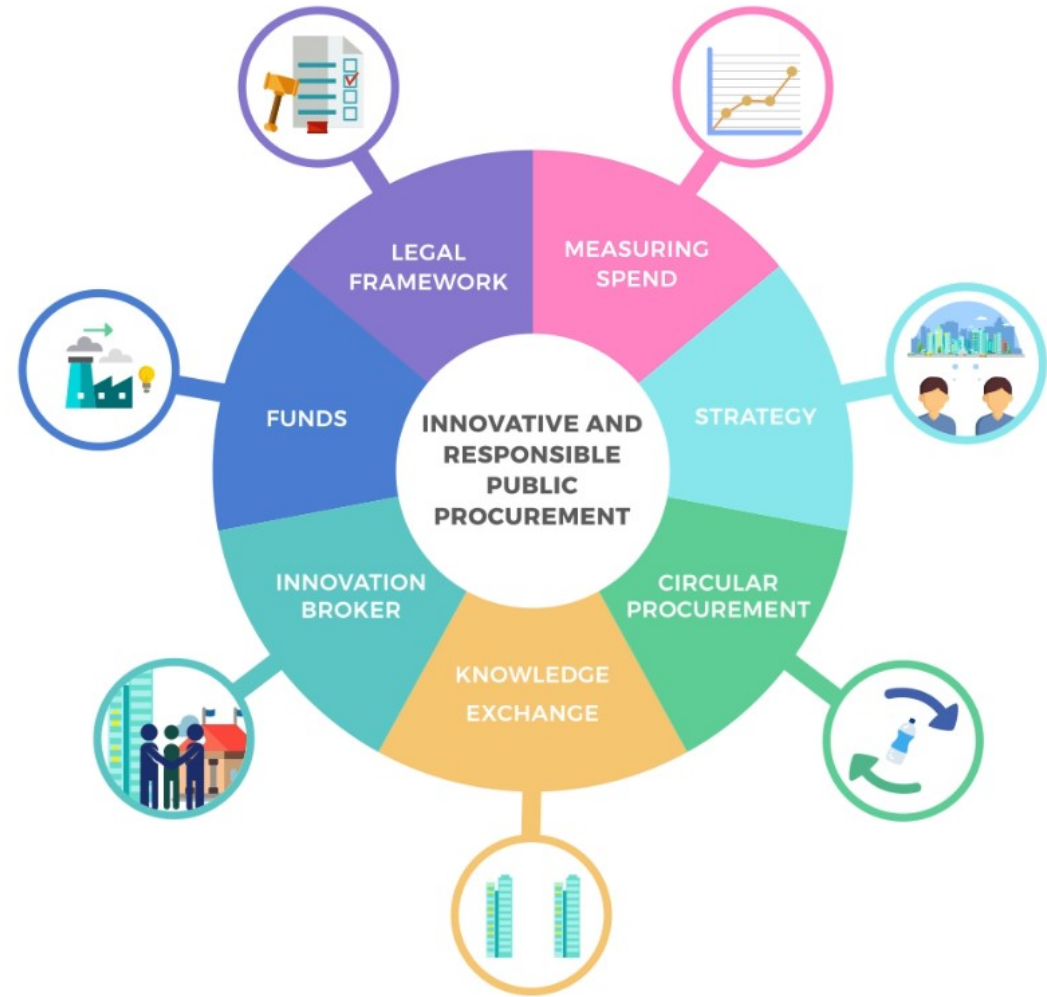 LEGAL
FRAMEWORK
MEASURING
SPEND
FUNDS
INNOVATIVE AND
RESPONSIBLE
PUBLIC
PROCUREMENT
STRATEGY
INNOVATION
BROKER
CIRCULAR
PROCUREMENT
KNOWLEDGE
EXCHANGE